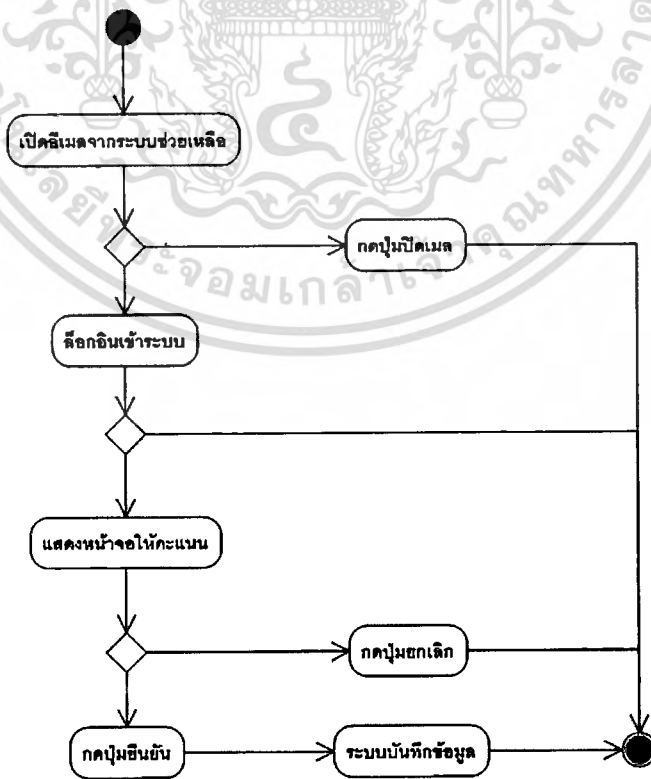 เปิดอีเมลจากระบบช่วยเหลือ
กดปุ่มปิดเมล
ล็อกอินเข้าระบบ
แสดงหน้าจอให้คะแนน
กดปุ่มยกเลิก
กดปุ่มยืนยัน
ระบบบันทึกข้อมูล